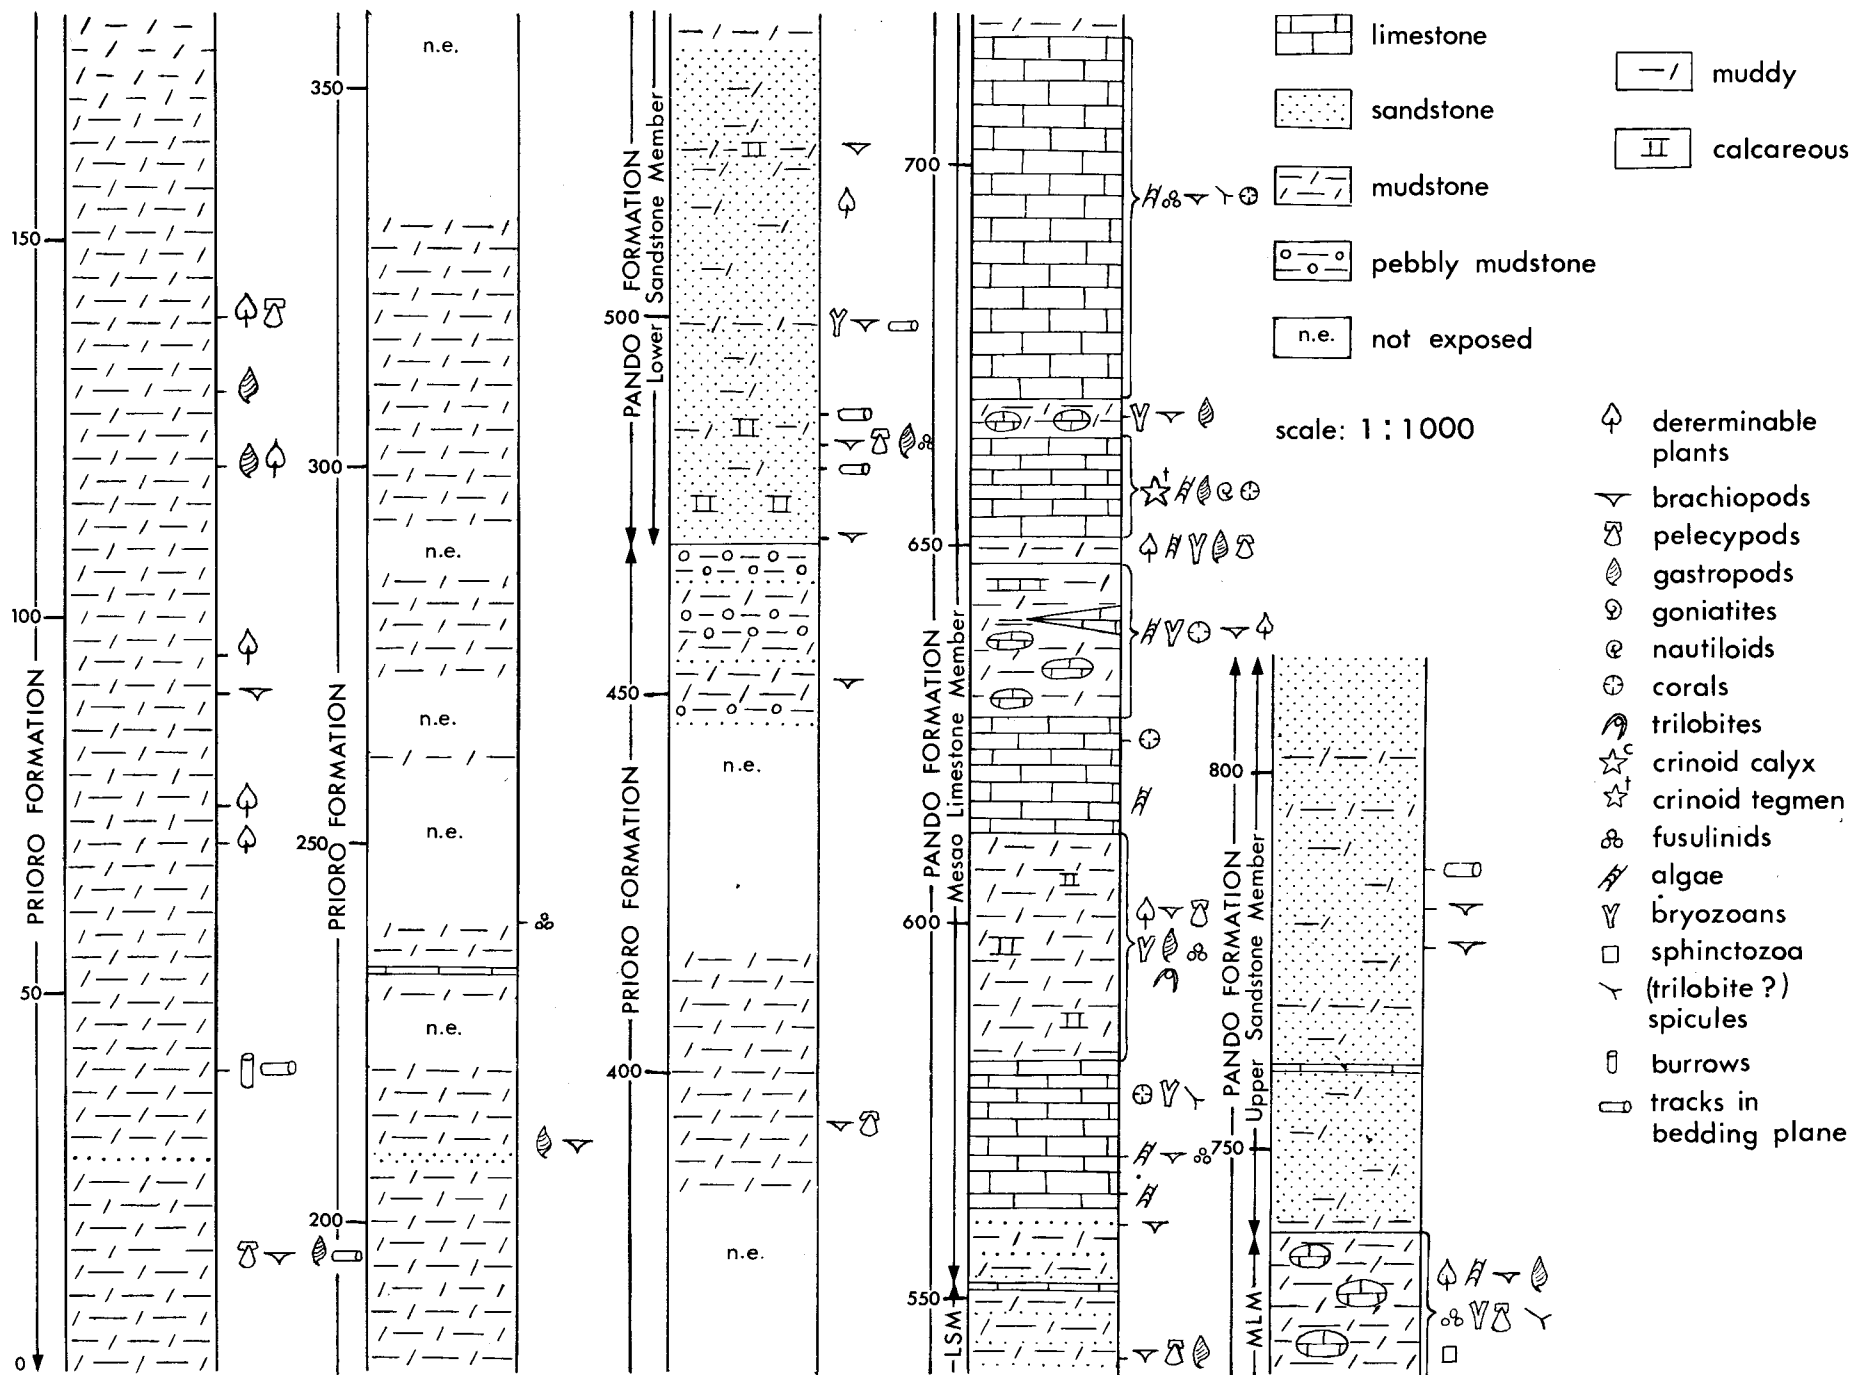 150
100
50
0
PRIORO FORMATION
n.e.
350
300
n.e.
n.e.
250
n.e.
n.e.
200
PRIORO FORMATION
PANDO FORMATION
Lower Sandstone Member
500
450
n.e.
400
n.e.
PRIORO FORMATION
700
650
600
550
PANDO FORMATION
Mesao Limestone Member
LSM
t
800
750
PANDO FORMATION
Upper Sandstone Member
MLM
limestone
sandstone
mudstone
pebbly mudstone
n.e. not exposed
muddy
calcareous
scale: 1:1000
determinable
plants
brachiopods
pelecypods
gastropods
goniatites
nautiloids
corals
trilobites
c crinoid calyx
t crinoid tegmen
fusulinids
algae
bryozoans
sphinctozoa
(trilobite?)
spicules
burrows
tracks in
bedding plane